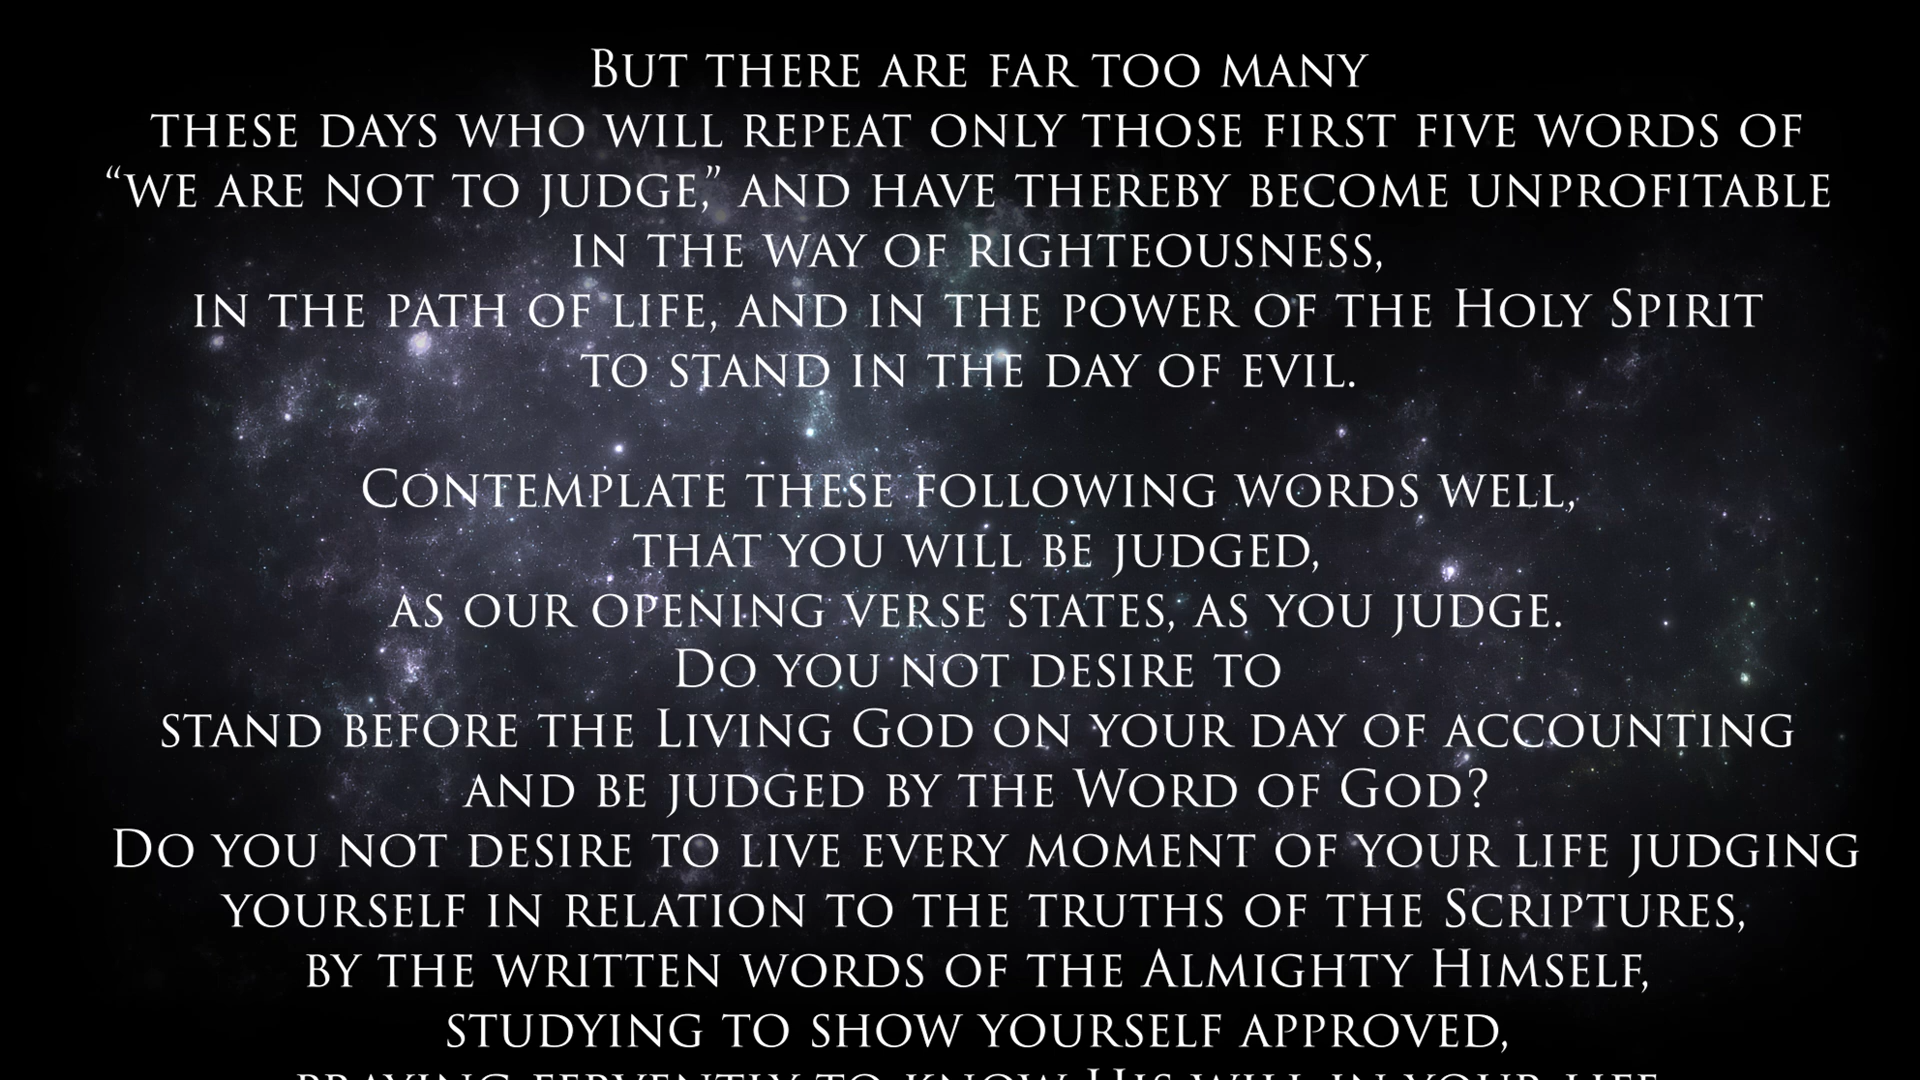 But there are far too many
these days who will repeat only those first five words of
“we are not to judge,” and have thereby become unprofitable
in the way of righteousness,
in the path of life, and in the power of the Holy Spirit
to stand in the day of evil.
Contemplate these following words well,
that you will be judged,
as our opening verse states, as you judge.
Do you not desire to
stand before the Living God on your day of accounting
and be judged by the Word of God?
Do you not desire to live every moment of your life judging
yourself in relation to the truths of the Scriptures,
by the written words of the Almighty Himself,
studying to show yourself approved,
praying fervently to know His will in your life